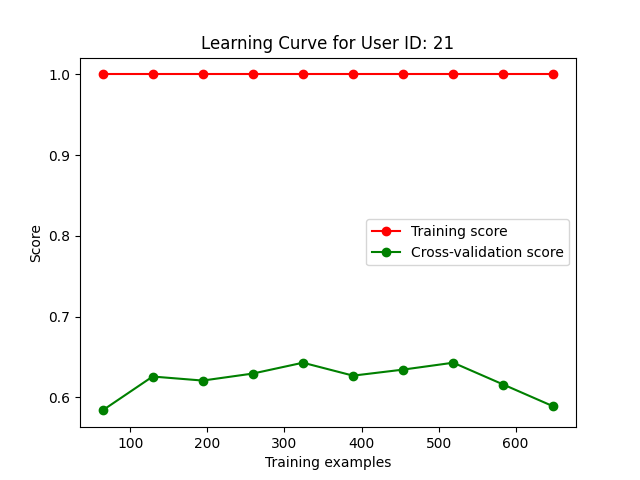 Learning Curve for User ID: 21
1.0
0.9
0.8
0.7
0.6
Score
Training score
Cross-validation score
100 200 300 400 500 600
Training examples